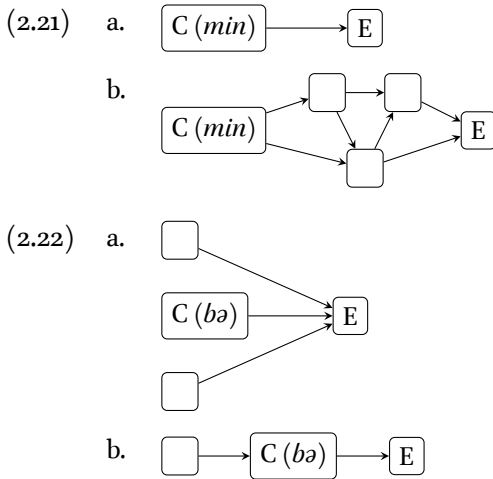 (2.21) a. C (min) E
b. C (min) E
(2.22) a. C (bə) E
b. C (bə) E